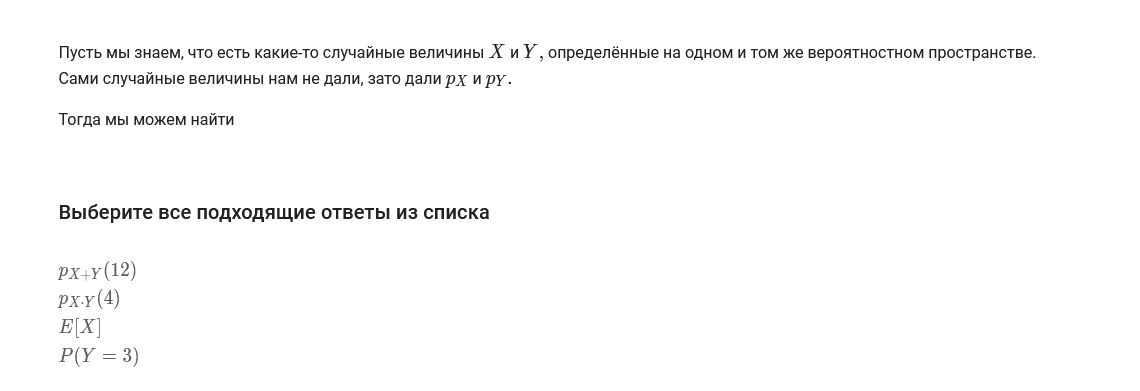 Пусть мы знаем, что есть какие-то случайные величины X и Y, определённые на одном и том же вероятностном пространстве.
Сами случайные величины нам не дали, зато дали p_X и p_Y.
Тогда мы можем найти
Выберите все подходящие ответы из списка
p_{X+Y}(12)
p_{X·Y}(4)
E[X]
P(Y = 3)